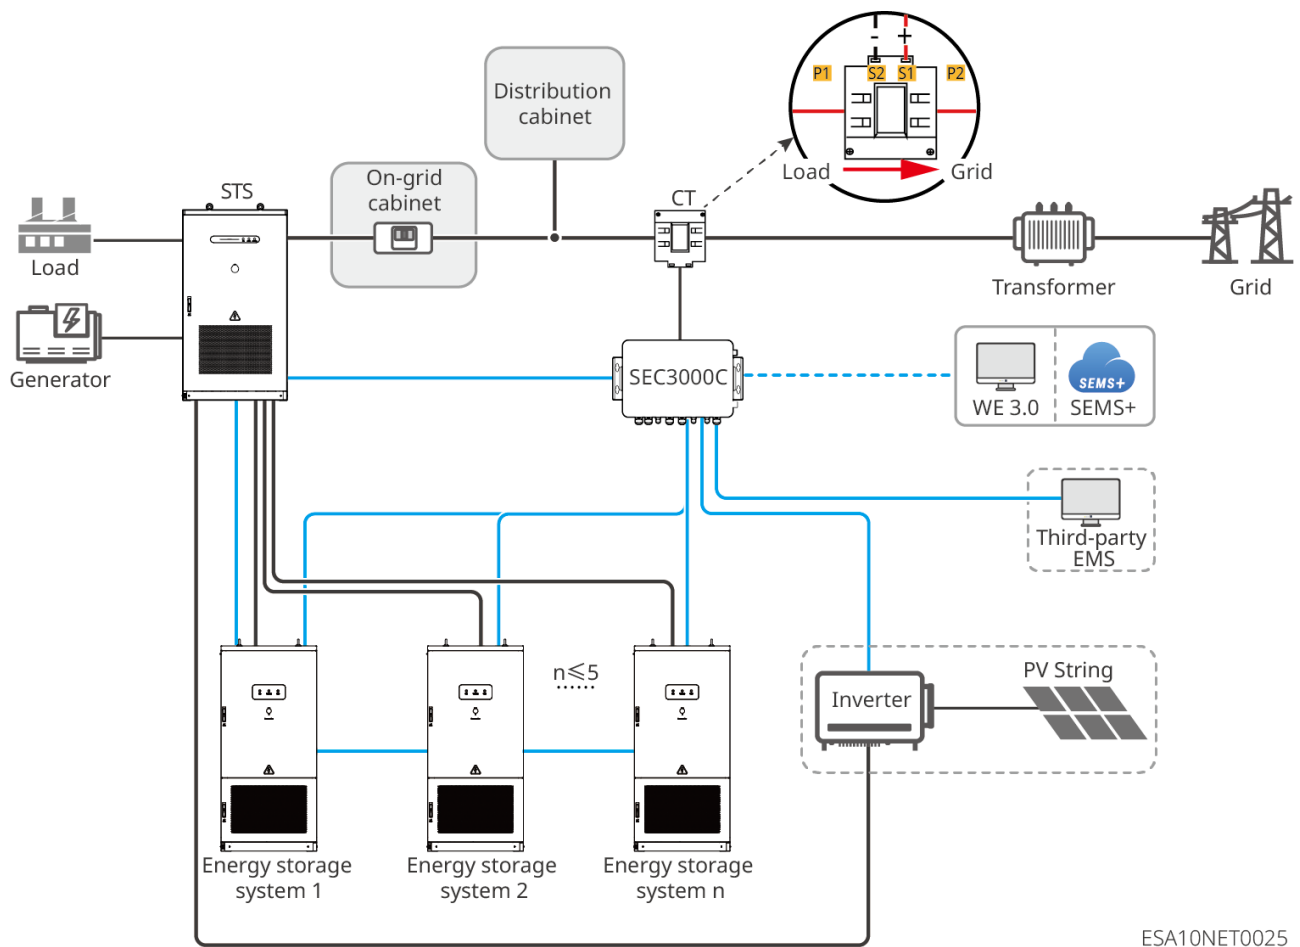 P1
S2
S1
P2
-
+
Load
Grid
Distribution
cabinet
On-grid
cabinet
STS
CT
Load
Transformer
Grid
Generator
SEC3000C
WE 3.0
SEMS+
SEMS+
Third-party
EMS
n≤5
......
PV String
Inverter
Energy storage
system 1
Energy storage
system 2
Energy storage
system n
ESA10NET0025